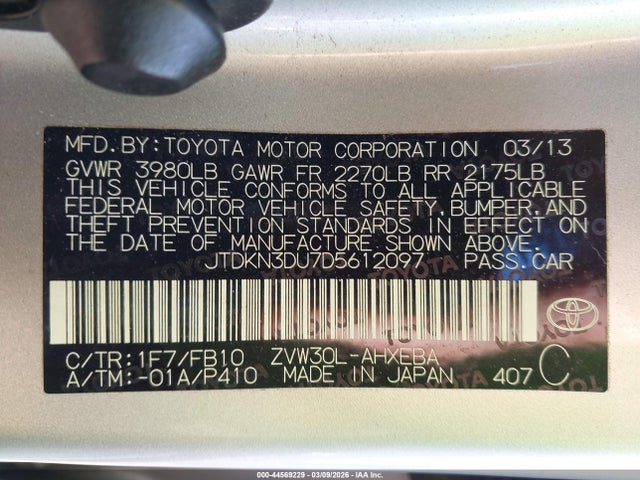 MFD. BY: TOYOTA MOTOR CORPORATION 03/13
GVWR 3980LB GAWR FR 2270LB RR 2175LB
THIS VEHICLE CONFORMS TO ALL APPLICABLE
FEDERAL MOTOR VEHICLE SAFETY, BUMPER, AND
THEFT PREVENTION STANDARDS IN EFFECT ON
THE DATE OF MANUFACTURE SHOWN ABOVE.
JTDKN3DU7D5612097 PASS. CAR
C/TR: 1F7/FB10 ZVW30L-AHXEBA
A/TM: -01A/P410 MADE IN JAPAN 407 C
TOYOTA
000-44569229 | 03/09/2026 | IAA Inc.